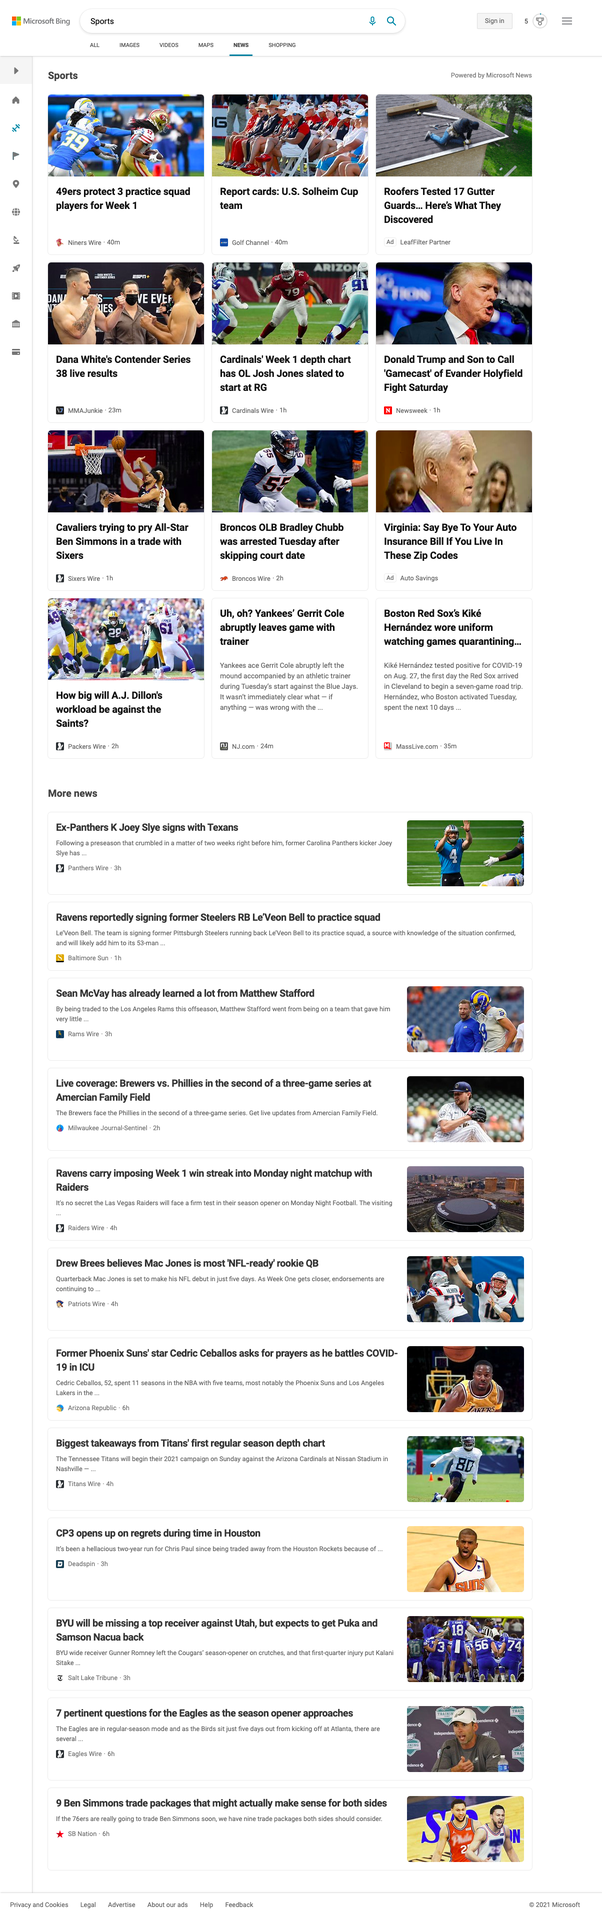 Microsoft Bing
Sports
Sign in
5
ALL IMAGES VIDEOS MAPS NEWS SHOPPING
Sports
Powered by Microsoft News
49ers protect 3 practice squad
players for Week 1
Niners Wire · 40m
Report cards: U.S. Solheim Cup
team
Golf Channel · 40m
Roofers Tested 17 Gutter
Guards... Here's What They
Discovered
Ad LeafFilter Partner
Dana White's Contender Series
38 live results
MMAJunkie · 23m
Cardinals' Week 1 depth chart
has OL Josh Jones slated to
start at RG
Cardinals Wire · 1h
Donald Trump and Son to Call
'Gamecast' of Evander Holyfield
Fight Saturday
Newsweek · 1h
Cavaliers trying to pry All-Star
Ben Simmons in a trade with
Sixers
Sixers Wire · 1h
Broncos OLB Bradley Chubb
was arrested Tuesday after
skipping court date
Broncos Wire · 2h
Virginia: Say Bye To Your Auto
Insurance Bill If You Live In
These Zip Codes
Ad Auto Savings
How big will A.J. Dillon's
workload be against the
Saints?
Packers Wire · 2h
Uh, oh? Yankees' Gerrit Cole
abruptly leaves game with
trainer
Yankees ace Gerrit Cole abruptly left the
mound accompanied by an athletic trainer
during Tuesday's start against the Blue Jays.
It wasn't immediately clear what — if
anything — was wrong with the ...
NJ.com · 24m
Boston Red Sox's Kiké
Hernández wore uniform
watching games quarantining...
Kiké Hernández tested positive for COVID-19
on Aug. 27, the first day the Red Sox arrived
in Cleveland to begin a seven-game road trip.
Hernández, who Boston activated Tuesday,
spent the next 10 days ...
MassLive.com · 35m
More news
Ex-Panthers K Joey Slye signs with Texans
Following a preseason that crumbled in a matter of two weeks right before him, former Carolina Panthers kicker Joey
Slye has ...
Panthers Wire · 3h
Ravens reportedly signing former Steelers RB Le'Veon Bell to practice squad
Le'Veon Bell. The team is signing former Pittsburgh Steelers running back Le'Veon Bell to its practice squad, a source with knowledge of the situation confirmed,
and will likely add him to its 53-man ...
Baltimore Sun · 1h
Sean McVay has already learned a lot from Matthew Stafford
By being traded to the Los Angeles Rams this offseason, Matthew Stafford went from being on a team that gave him
very little ...
Rams Wire · 3h
Live coverage: Brewers vs. Phillies in the second of a three-game series at
Amercian Family Field
The Brewers face the Phillies in the second of a three-game series. Get live updates from Amercian Family Field.
Milwaukee Journal-Sentinel · 2h
Ravens carry imposing Week 1 win streak into Monday night matchup with
Raiders
It's no secret the Las Vegas Raiders will face a firm test in their season opener on Monday Night Football. The visiting
...
Raiders Wire · 4h
Drew Brees believes Mac Jones is most 'NFL-ready' rookie QB
Quarterback Mac Jones is set to make his NFL debut in just five days. As Week One gets closer, endorsements are
continuing to ...
Patriots Wire · 4h
Former Phoenix Suns' star Cedric Ceballos asks for prayers as he battles COVID-
19 in ICU
Cedric Ceballos, 52, spent 11 seasons in the NBA with five teams, most notably the Phoenix Suns and Los Angeles
Lakers in the ...
Arizona Republic · 6h
Biggest takeaways from Titans' first regular season depth chart
The Tennessee Titans will begin their 2021 campaign on Sunday against the Arizona Cardinals at Nissan Stadium in
Nashville — ...
Titans Wire · 4h
CP3 opens up on regrets during time in Houston
It's been a hellacious two-year run for Chris Paul since being traded away from the Houston Rockets because of ...
Deadspin · 3h
BYU will be missing a top receiver against Utah, but expects to get Puka and
Samson Nacua back
BYU wide receiver Gunner Romney left the Cougars' season-opener on crutches, and that first-quarter injury put Kalani
Sitake ...
Salt Lake Tribune · 3h
7 pertinent questions for the Eagles as the season opener approaches
The Eagles are in regular-season mode and as the Birds sit just five days out from kicking off at Atlanta, there are
several ...
Eagles Wire · 6h
9 Ben Simmons trade packages that might actually make sense for both sides
If the 76ers are really going to trade Ben Simmons soon, we have nine trade packages both sides should consider.
SB Nation · 6h
Privacy and Cookies Legal Advertise About our ads Help Feedback
© 2021 Microsoft